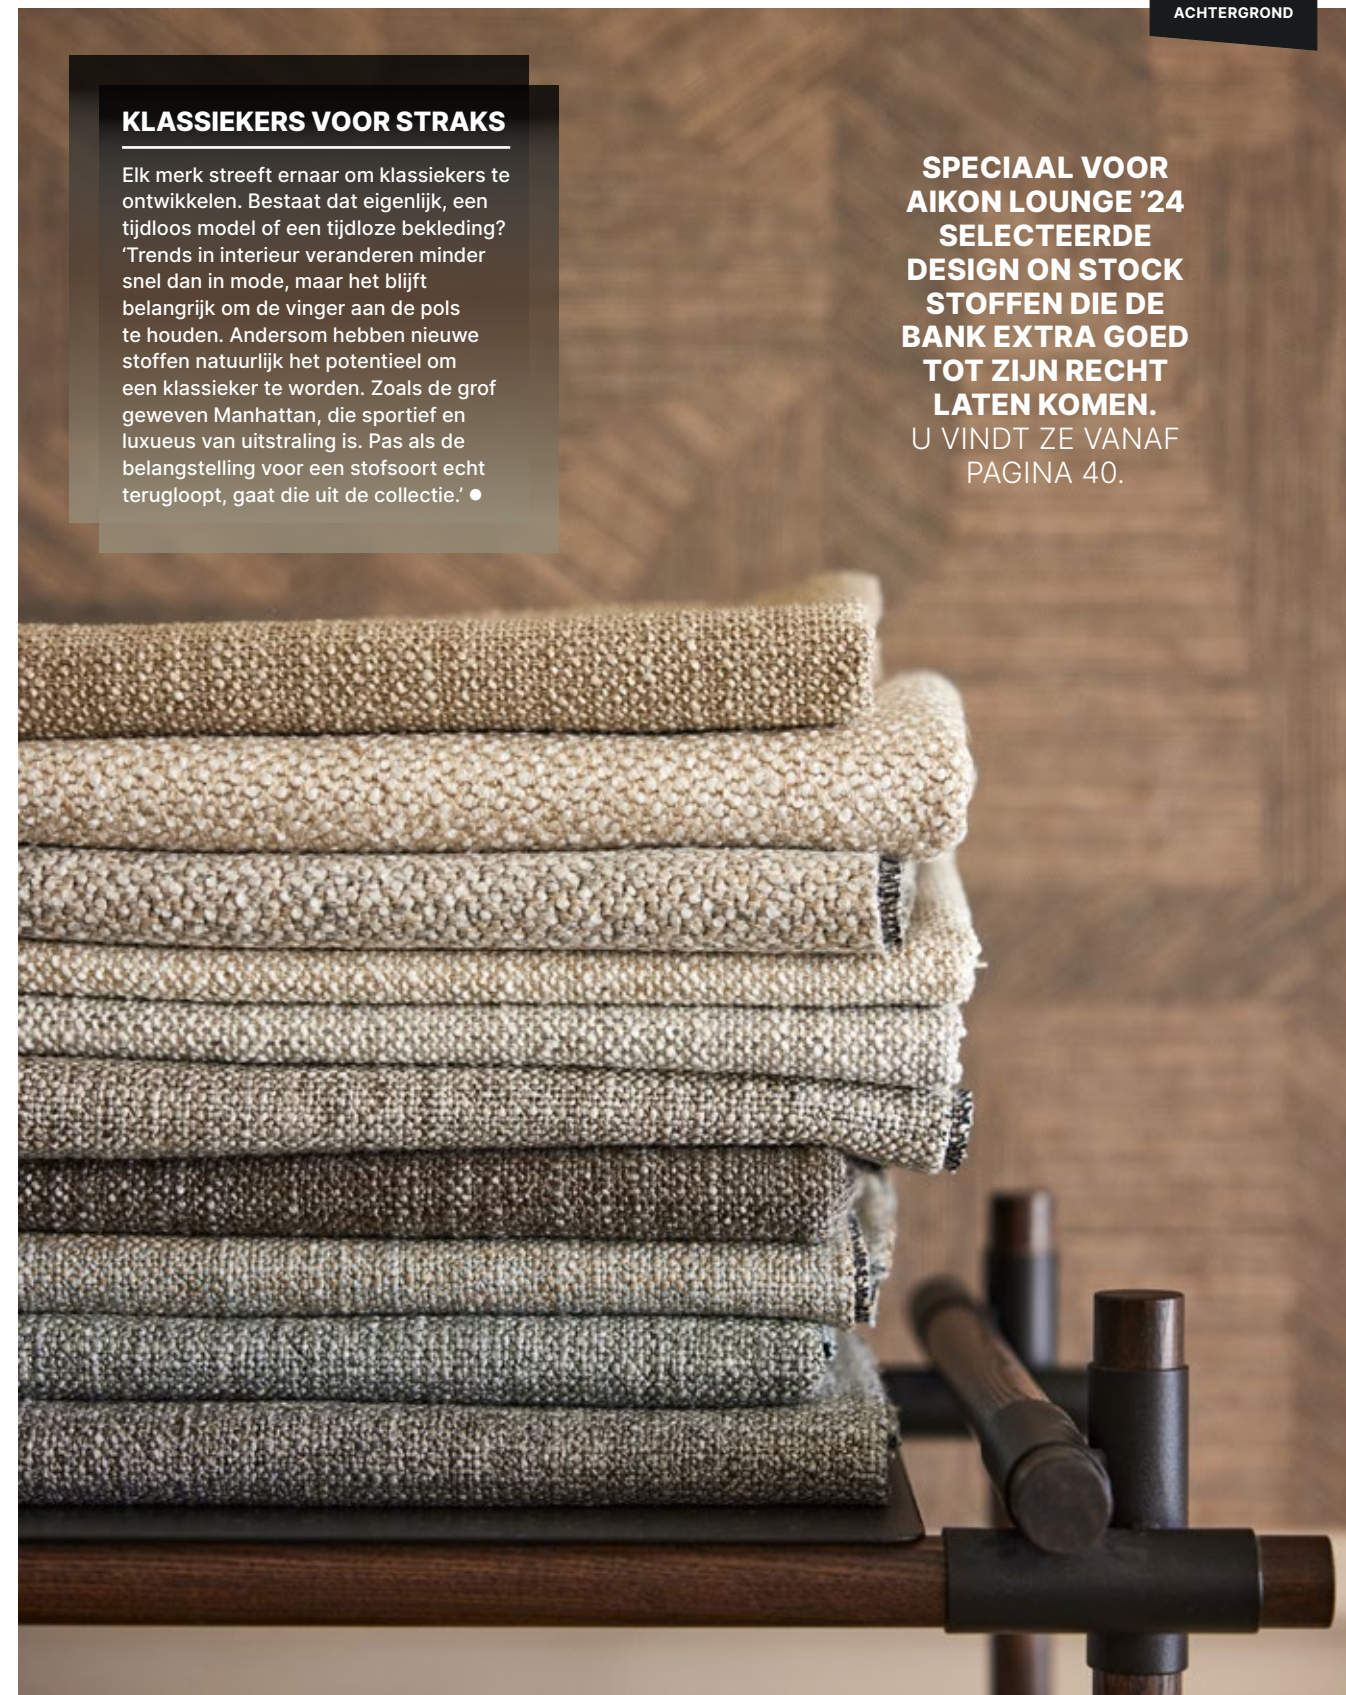 ACHTERGROND
KLASSIEKERS VOOR STRAKS
Elk merk streeft ernaar om klassiekers te
ontwikkelen. Bestaat dat eigenlijk, een
tijdloos model of een tijdloze bekleding?
‘Trends in interieur veranderen minder
snel dan in mode, maar het blijft
belangrijk om de vinger aan de pols
te houden. Andersom hebben nieuwe
stoffen natuurlijk het potentieel om
een klassieker te worden. Zoals de grof
geweven Manhattan, die sportief en
luxueus van uitstraling is. Pas als de
belangstelling voor een stofsoort echt
terugloopt, gaat die uit de collectie.’ ●
SPECIAAL VOOR
AIKON LOUNGE ’24
SELECTEERDE
DESIGN ON STOCK
STOFFEN DIE DE
BANK EXTRA GOED
TOT ZIJN RECHT
LATEN KOMEN.
U VINDT ZE VANAF
PAGINA 40.